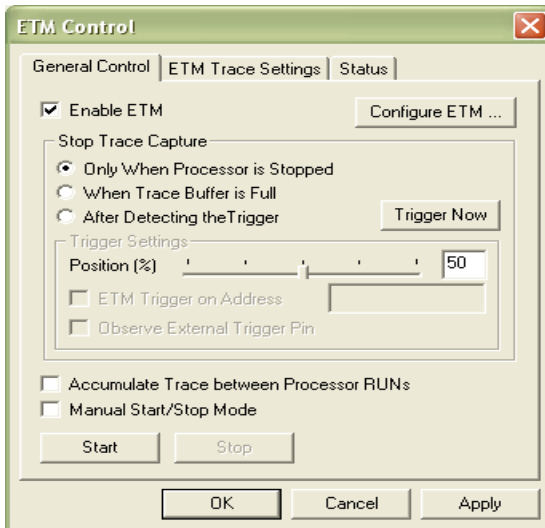 ETM Control
General Control ETM Trace Settings Status
Enable ETM Configure ETM ...
Stop Trace Capture
Only When Processor is Stopped
When Trace Buffer is Full
After Detecting theTrigger Trigger Now
Trigger Settings
Position (%) 50
ETM Trigger on Address
Observe External Trigger Pin
Accumulate Trace between Processor RUNs
Manual Start/Stop Mode
Start Stop
OK Cancel Apply